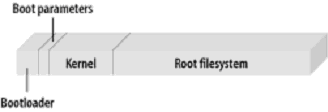 Boot parameters
Kernel
Root filesystem
Bootloader